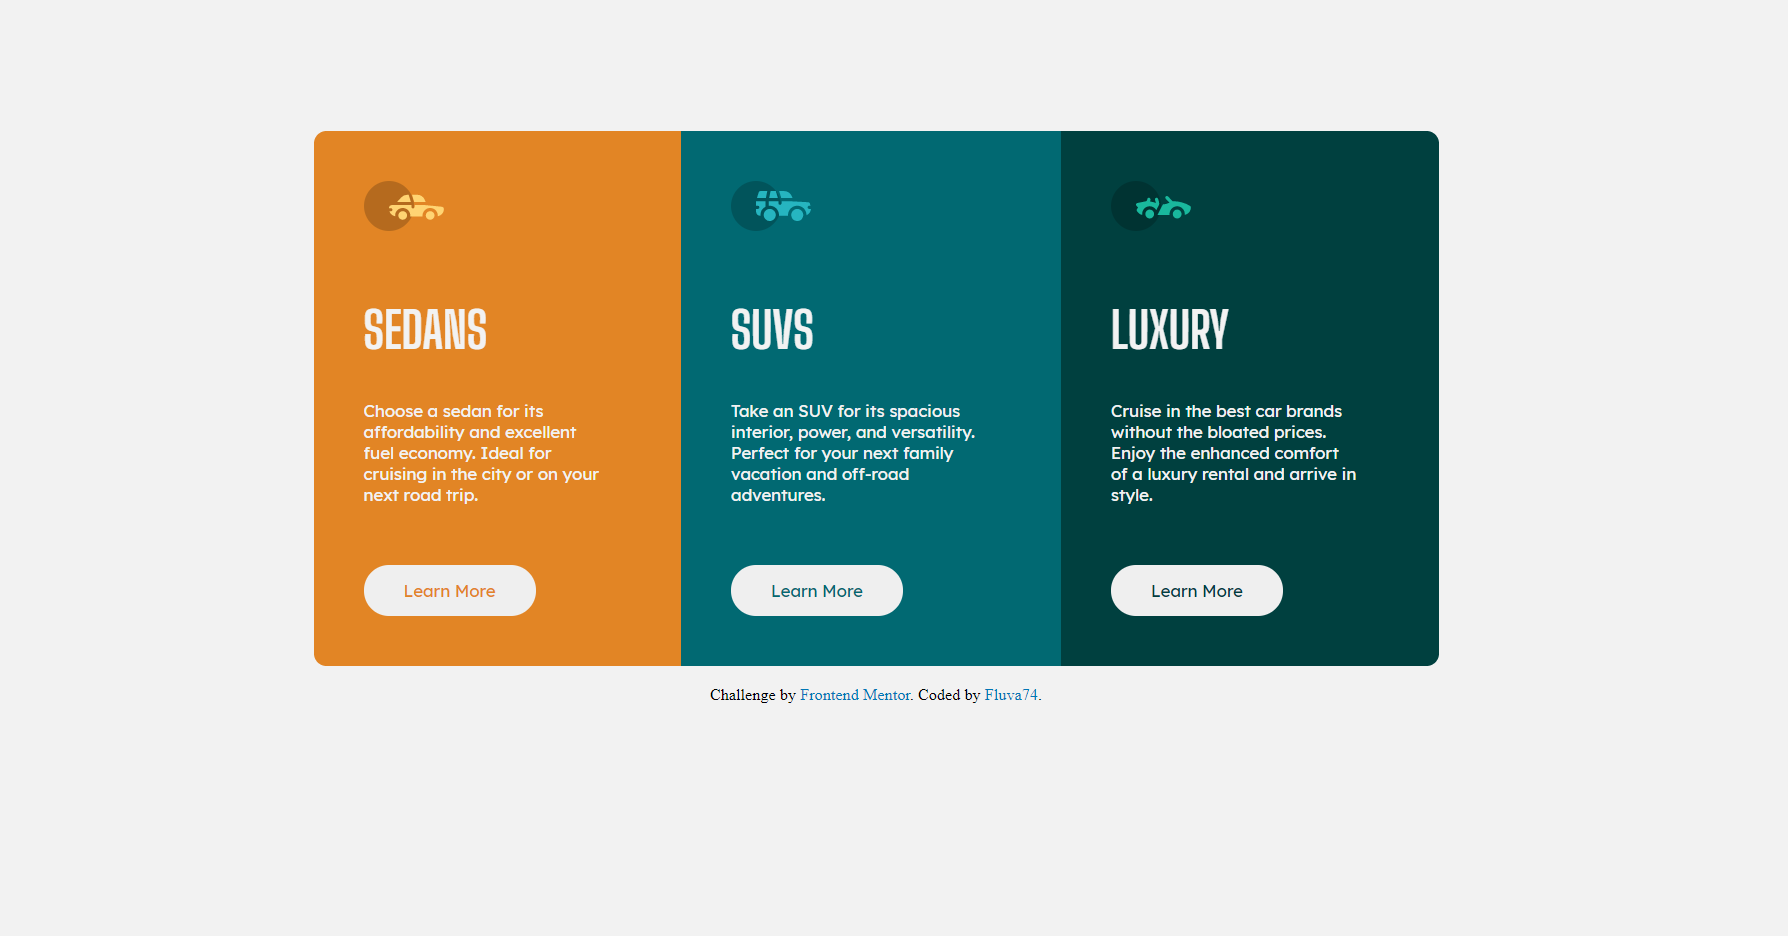 SEDANS
Choose a sedan for its
affordability and excellent
fuel economy. Ideal for
cruising in the city or on your
next road trip.
Learn More
SUVS
Take an SUV for its spacious
interior, power, and versatility.
Perfect for your next family
vacation and off-road
adventures.
Learn More
LUXURY
Cruise in the best car brands
without the bloated prices.
Enjoy the enhanced comfort
of a luxury rental and arrive in
style.
Learn More
Challenge by Frontend Mentor. Coded by Fluva74.